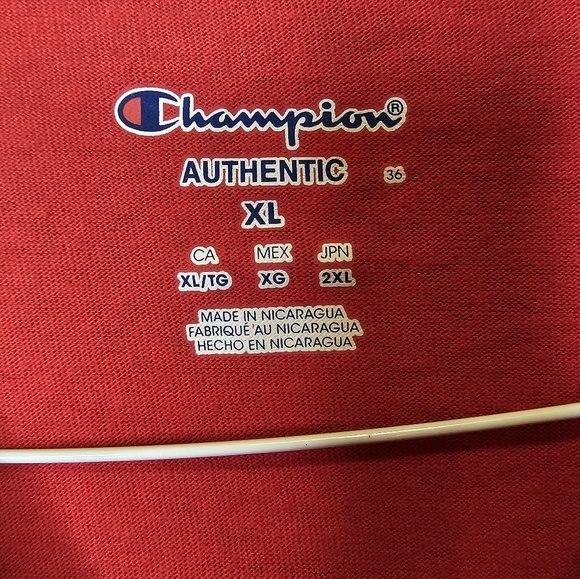 Champion®
AUTHENTIC 36
XL
CA MEX JPN
XL/TG XG 2XL
MADE IN NICARAGUA
FABRIQUÉ AU NICARAGUA
HECHO EN NICARAGUA